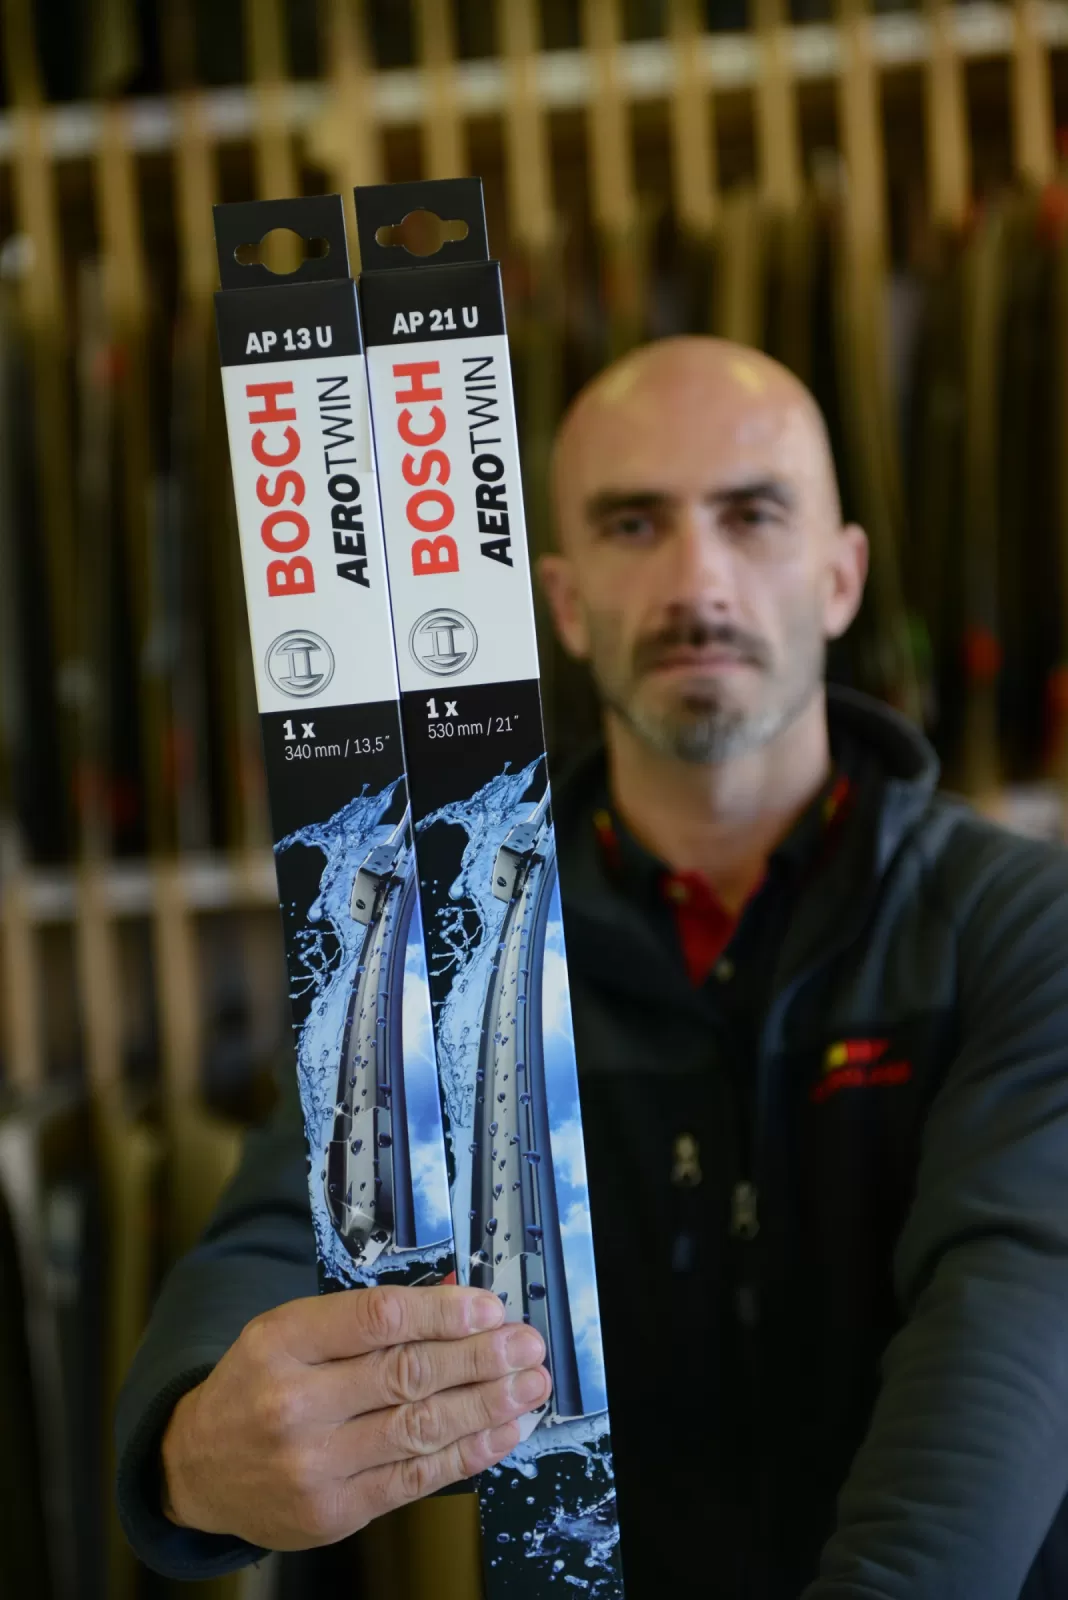 AP 13 U
BOSCH
AEROTWIN
1 x
340 mm / 13,5"
AP 21 U
BOSCH
AEROTWIN
1 x
530 mm / 21"